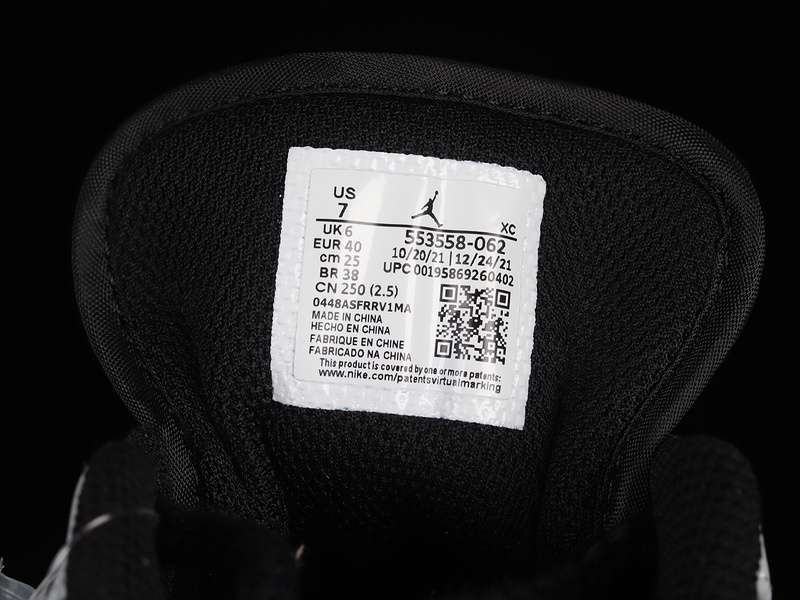 US
7
XC
UK 6
EUR 40
cm 25
BR 38
CN 250 (2.5)
553558-062
10/20/21 | 12/24/21
UPC 00195869260402
0448ASFRRV1MA
MADE IN CHINA
HECHO EN CHINA
FABRIQUE EN CHINE
FABRICADO NA CHINA
This product is covered by one or more patents:
www.nike.com/patentsvirtualmarking